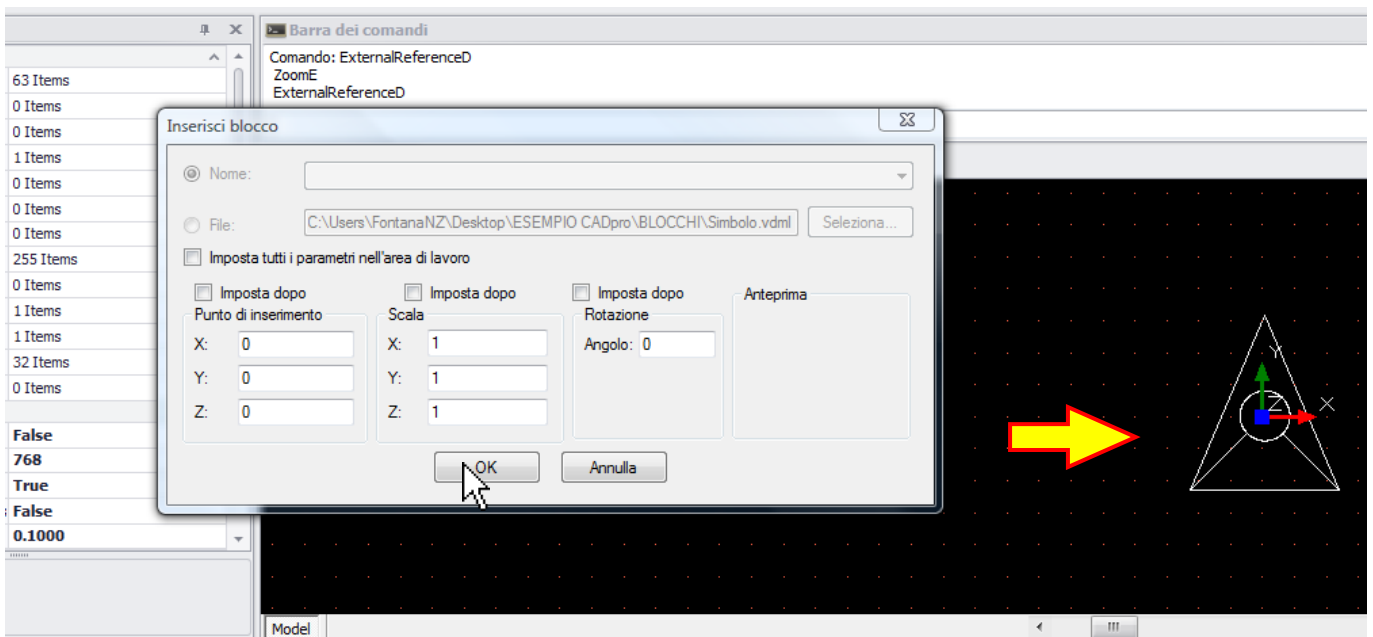 Barra dei comandi
Comando: ExternalReferenceD
ZoomE
ExternalReferenceD
63 Items
0 Items
0 Items
1 Items
0 Items
0 Items
0 Items
255 Items
0 Items
1 Items
1 Items
32 Items
0 Items
False
768
True
False
0.1000
Inserisci blocco
Nome:
File: C:\Users\FontanaNZ\Desktop\ESEMPIO CADpro\BLOCCHI\Simbolo.vdml Seleziona...
Imposta tutti i parametri nell'area di lavoro
Imposta dopo Imposta dopo Imposta dopo Anteprima
Punto di inserimento Scala Rotazione
X: 0 X: 1 Angolo: 0
Y: 0 Y: 1
Z: 0 Z: 1
OK Annulla
Y
Z X
Model